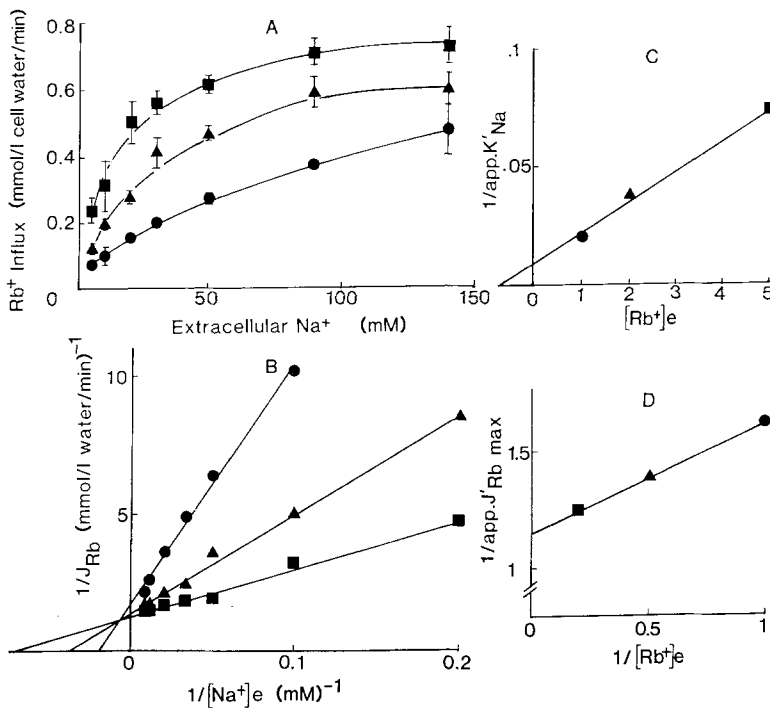 A
Rb⁺ Influx (mmol/l cell water/min)
0.8
0.6
0.4
0.2
0
0
50
100
150
Extracellular Na⁺ (mM)
C
1/app.K′Na
.1
.05
0
1
2
3
4
5
[Rb⁺]e
B
1/JRb (mmol/l water/min)⁻¹
10
5
0
0.1
0.2
1/[Na⁺]e (mM)⁻¹
D
1/app.J′Rb max
1.5
1
0
0.5
1
1/[Rb⁺]e